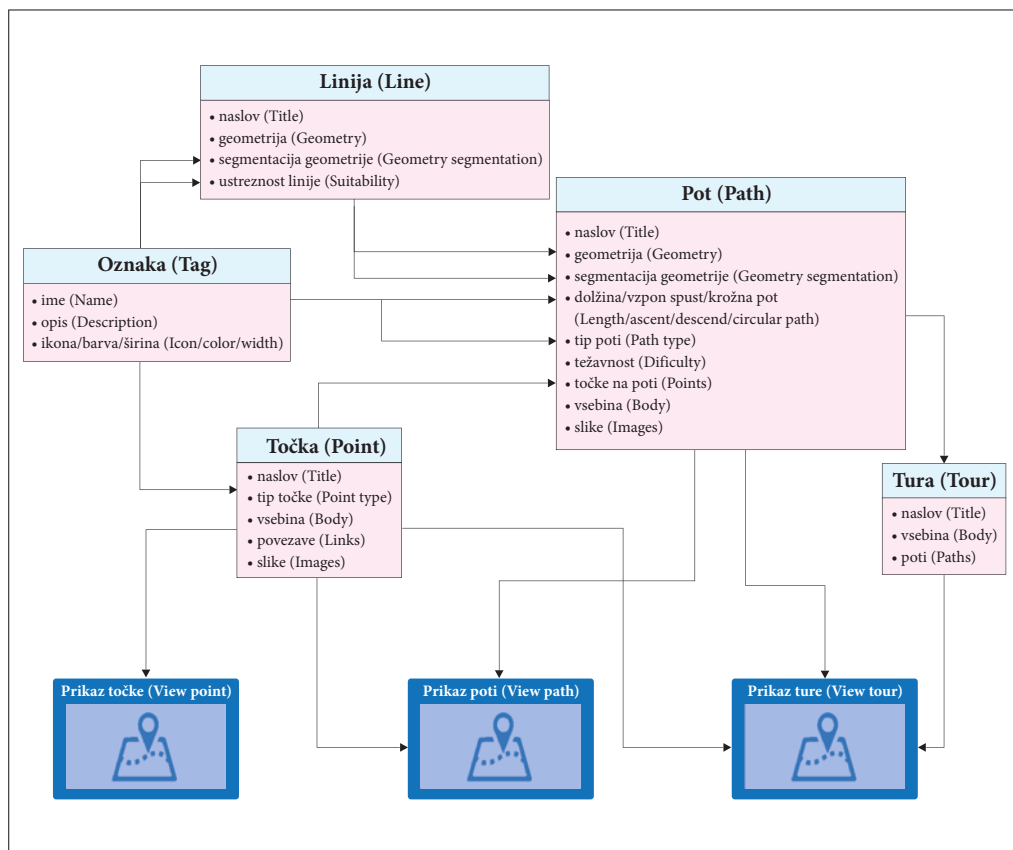 Linija (Line)
• naslov (Title)
• geometrija (Geometry)
• segmentacija geometrije (Geometry segmentation)
• ustreznost linije (Suitability)
Pot (Path)
• naslov (Title)
• geometrija (Geometry)
• segmentacija geometrije (Geometry segmentation)
• dolžina/vzpon spust/krožna pot
(Length/ascent/descend/circular path)
• tip poti (Path type)
• težavnost (Dificulty)
• točke na poti (Points)
• vsebina (Body)
• slike (Images)
Oznaka (Tag)
• ime (Name)
• opis (Description)
• ikona/barva/širina (Icon/color/width)
Točka (Point)
• naslov (Title)
• tip točke (Point type)
• vsebina (Body)
• povezave (Links)
• slike (Images)
Tura (Tour)
• naslov (Title)
• vsebina (Body)
• poti (Paths)
Prikaz točke (View point)
Prikaz poti (View path)
Prikaz ture (View tour)